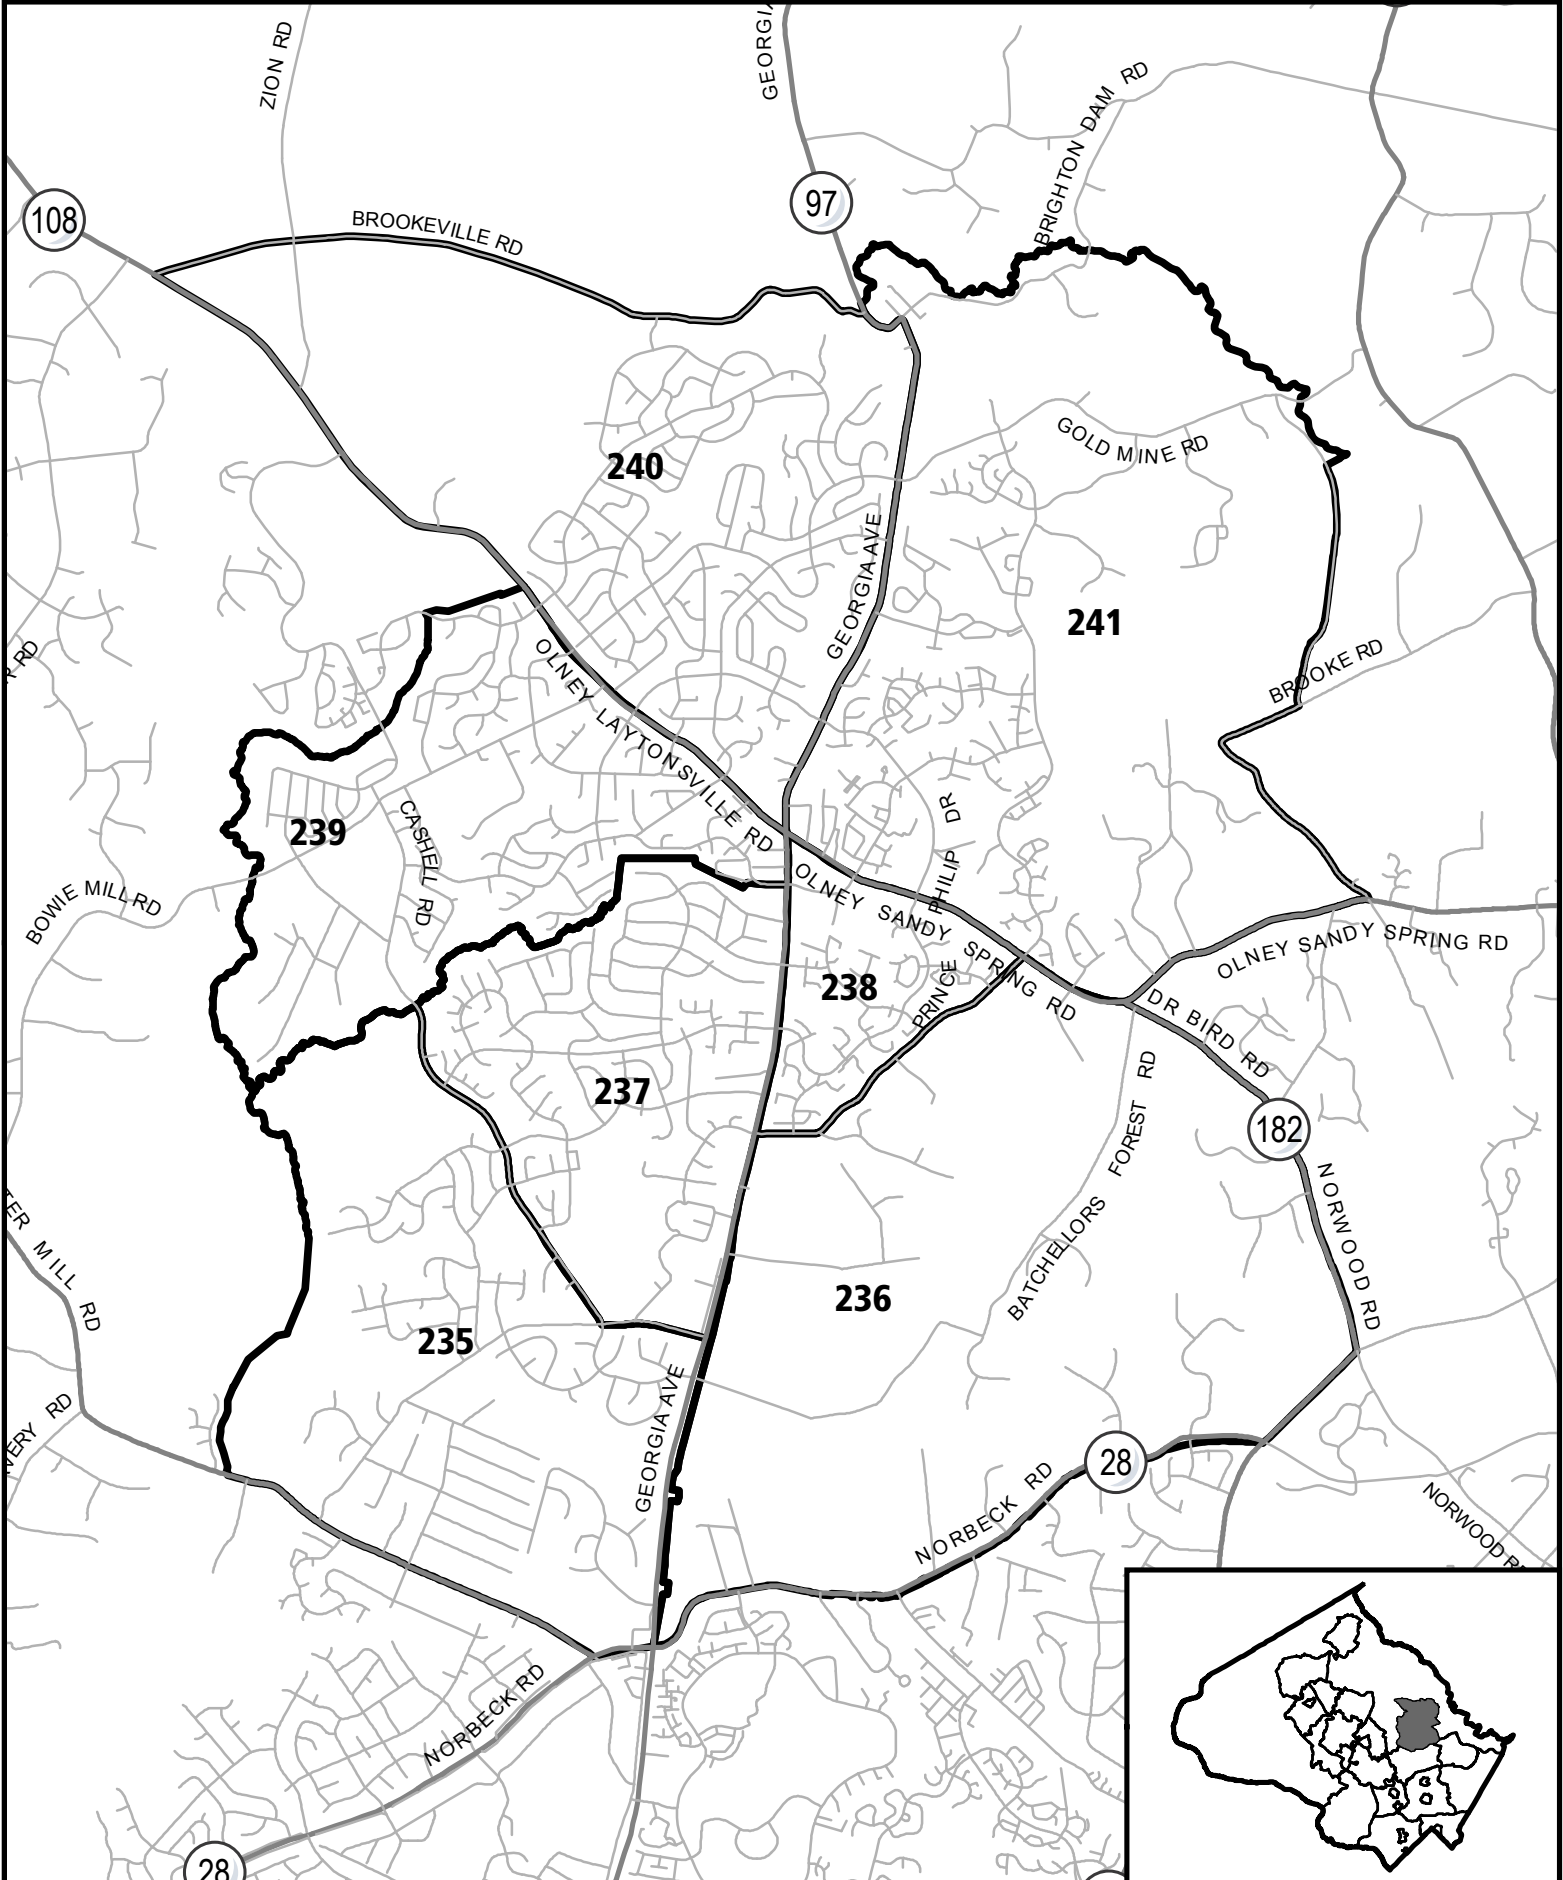 ZION RD
GEORGIA
BRIGHTON DAM RD
108
97
BROOKEVILLE RD
GOLD MINE RD
240
GEORGIA AVE
241
BROOKE RD
OLNEY LAYTONSVILLE RD
239
CASHELL RD
PRINCE PHILIP DR
BOWIE MILL RD
OLNEY SANDY SPRING RD
OLNEY SANDY SPRING RD
238
DR BIRD RD
237
182
BATCHELLORS FOREST RD
NORWOOD RD
MILL RD
236
235
RD
GEORGIA AVE
28
NORBECK RD
NORWOOD
NORBECK RD
28